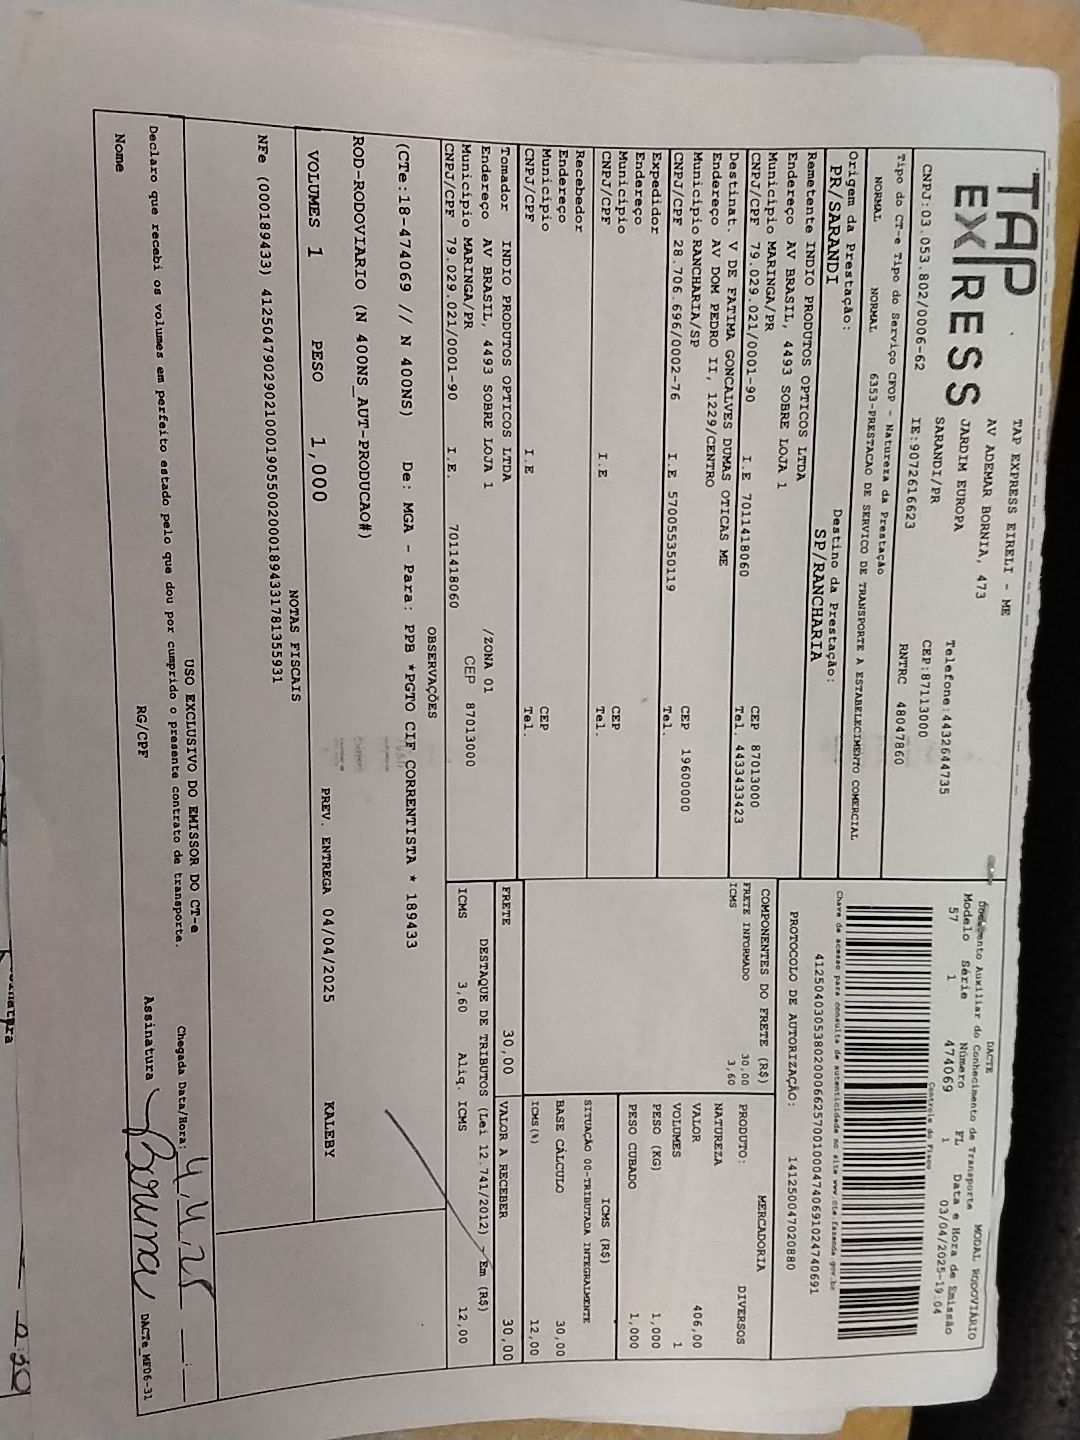 TAP
EXPRESS
TAP EXPRESS EIRELI - ME
AV ADEMAR BORNIA, 473
JARDIM EUROPA
SARANDI/PR
Telefone:4432644735
CEP:87113000
CNPJ:03.053.802/0006-62
IE:9072616623
RNTRC 48047860
Tipo do CT-e Tipo do Serviço CFOP - Natureza da Prestação
NORMAL NORMAL 6353-PRESTACAO DE SERVICO DE TRANSPORTE A ESTABELECIMENTO COMERCIAL
Origem da Prestação: Destino da Prestação:
PR/SARANDI SP/RANCHARIA
DACTE MODAL RODOVIÁRIO
Documento Auxiliar do Conhecimento de Transporte
Modelo Série Número FL Data e Hora de Emissão
57 1 474069 1 03/04/2025-19:04
Controle do Fisco
Chave de acesso para consulta de autenticidade no site www.cte.fazenda.gov.br
41250403053802000662570010004740691024740691
PROTOCOLO DE AUTORIZAÇÃO: 141250047020880
Remetente INDIO PRODUTOS OPTICOS LTDA
Endereço AV BRASIL, 4493 SOBRE LOJA 1
Município MARINGA/PR CEP 87013000
CNPJ/CPF 79.029.021/0001-90 I.E 7011418060 Tel. 4433433423
Destinat. V DE FATIMA GONCALVES DUMAS OTICAS ME
Endereço AV DOM PEDRO II, 1229/CENTRO
Município RANCHARIA/SP CEP 19600000
CNPJ/CPF 28.706.696/0002-76 I.E 570055350119 Tel.
Expedidor
Endereço
Município CEP
CNPJ/CPF I.E Tel.
Recebedor
Endereço
Município CEP
CNPJ/CPF I.E Tel.
Tomador INDIO PRODUTOS OPTICOS LTDA
Endereço AV BRASIL, 4493 SOBRE LOJA 1 /ZONA 01
Município MARINGA/PR CEP 87013000
CNPJ/CPF 79.029.021/0001-90 I.E. 7011418060
COMPONENTES DO FRETE (R$)
FRETE INFORMADO 30,00
ICMS 3,60
MERCADORIA
PRODUTO: DIVERSOS
NATUREZA
VALOR 406,00
VOLUMES 1
PESO (KG) 1,000
PESO CUBADO 1,000
ICMS (R$)
SITUAÇÃO 00-TRIBUTADA INTEGRALMENTE
BASE CÁLCULO 30,00
ICMS(%) 12,00
FRETE 30,00 VALOR A RECEBER 30,00
DESTAQUE DE TRIBUTOS (Lei 12.741/2012) - Em (R$)
ICMS 3,60 Aliq. ICMS 12,00
OBSERVAÇÕES
(CTe:18-474069 // N 400NS) De: MGA - Para: PPB *PGTO CIF CORRENTISTA * 189433
ROD-RODOVIARIO (N 400NS_AUT-PRODUCAO#)
VOLUMES 1 PESO 1,000 PREV. ENTREGA 04/04/2025 KALEBY
NOTAS FISCAIS
NFe (000189433) 41250479029021000190550020001894331781355931
USO EXCLUSIVO DO EMISSOR DO CT-e
Declaro que recebi os volumes em perfeito estado pelo que dou por cumprido o presente contrato de transporte. Chegada Data/Hora: 4,4,25
Nome RG/CPF Assinatura Bruna DACTe_MF06-31